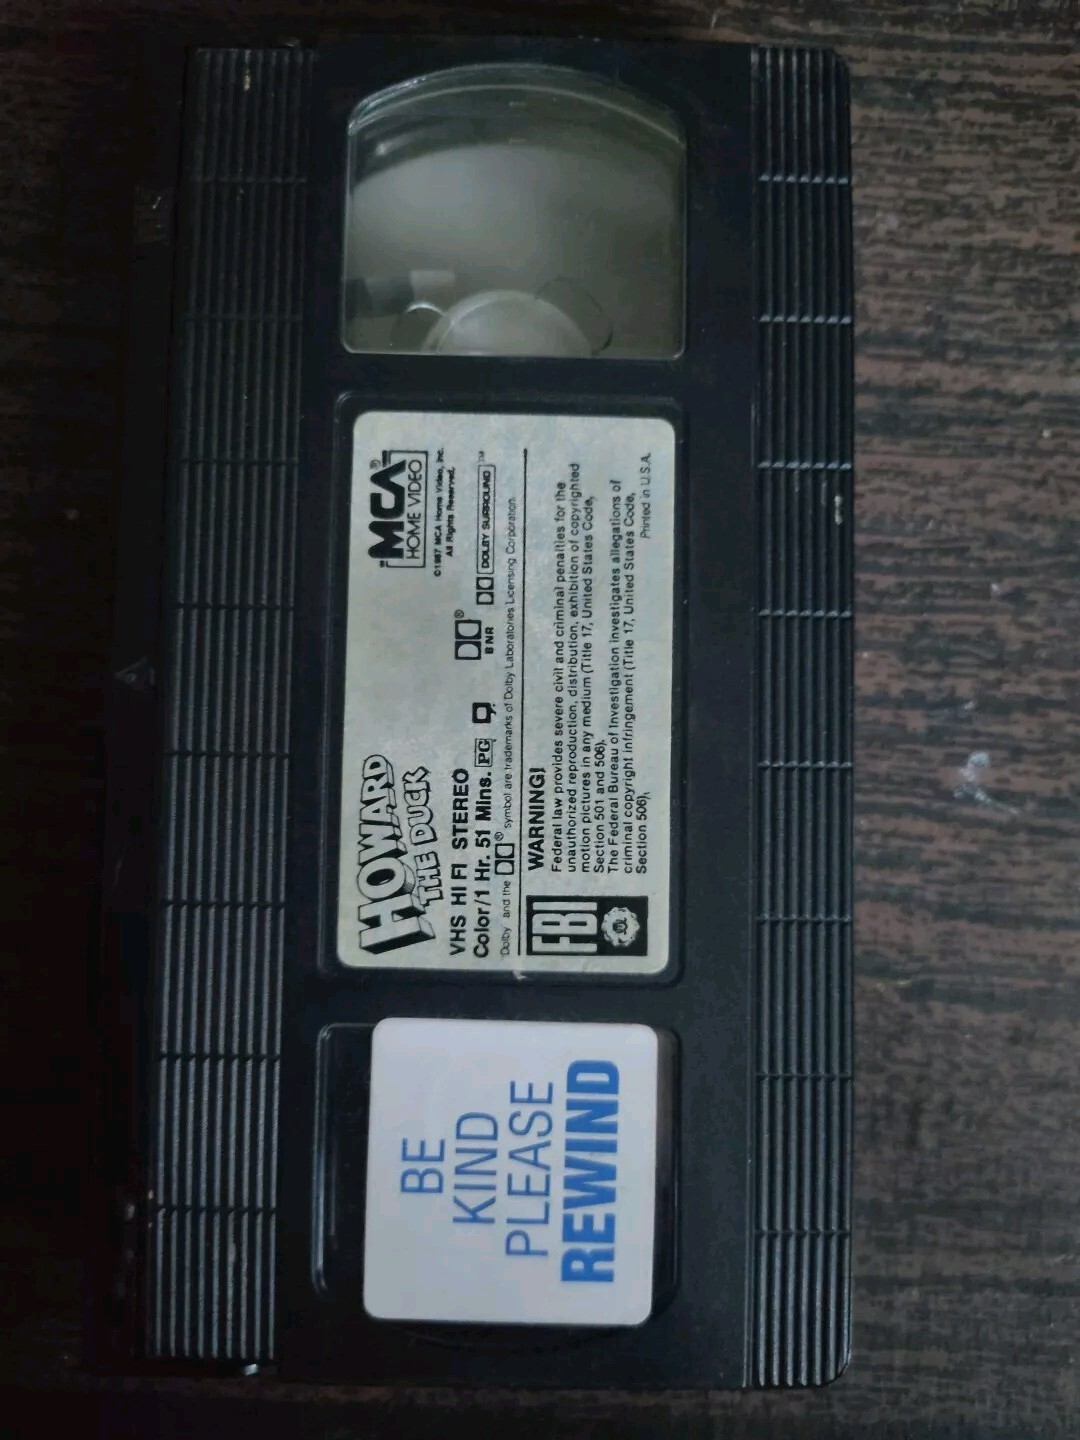 HOWARD
THE DUCK
VHS HI FI STEREO
Color/1 Hr. 51 Mins. PG
B NR
MCA®
HOME VIDEO
©1987 MCA Home Video, Inc.
All Rights Reserved.
DOLBY SURROUND™
Dolby and the ® symbol are trademarks of Dolby Laboratories Licensing Corporation.
FBI
WARNING!
Federal law provides severe civil and criminal penalties for the
unauthorized reproduction, distribution, exhibition of copyrighted
motion pictures in any medium (Title 17, United States Code,
Section 501 and 506).
The Federal Bureau of Investigation investigates allegations of
criminal copyright infringement (Title 17, United States Code,
Section 506).
Printed in U.S.A.
BE
KIND
PLEASE
REWIND